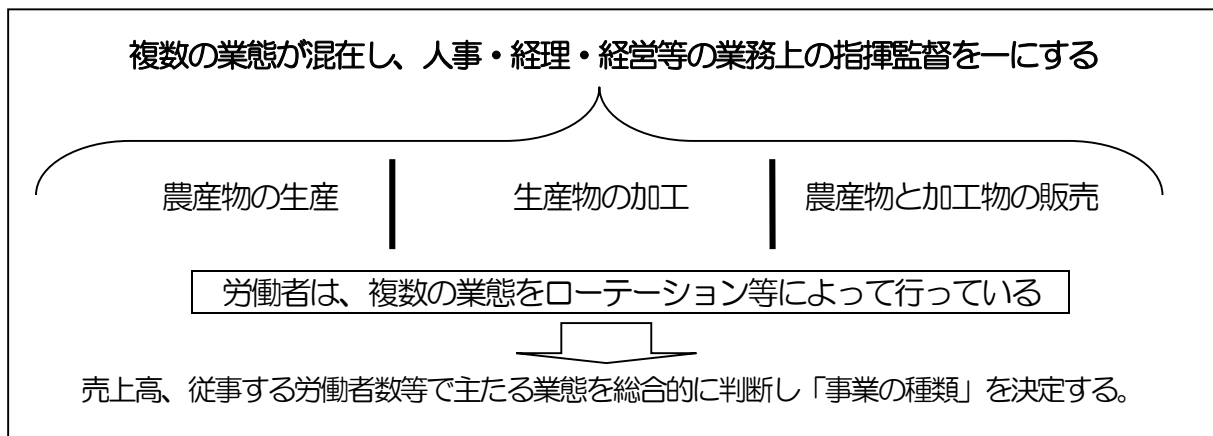 複数の業態が混在し、人事・経理・経営等の業務上の指揮監督を一にする
農産物の生産
生産物の加工
農産物と加工物の販売
労働者は、複数の業態をローテーション等によって行っている
売上高、従事する労働者数等で主たる業態を総合的に判断し「事業の種類」を決定する。